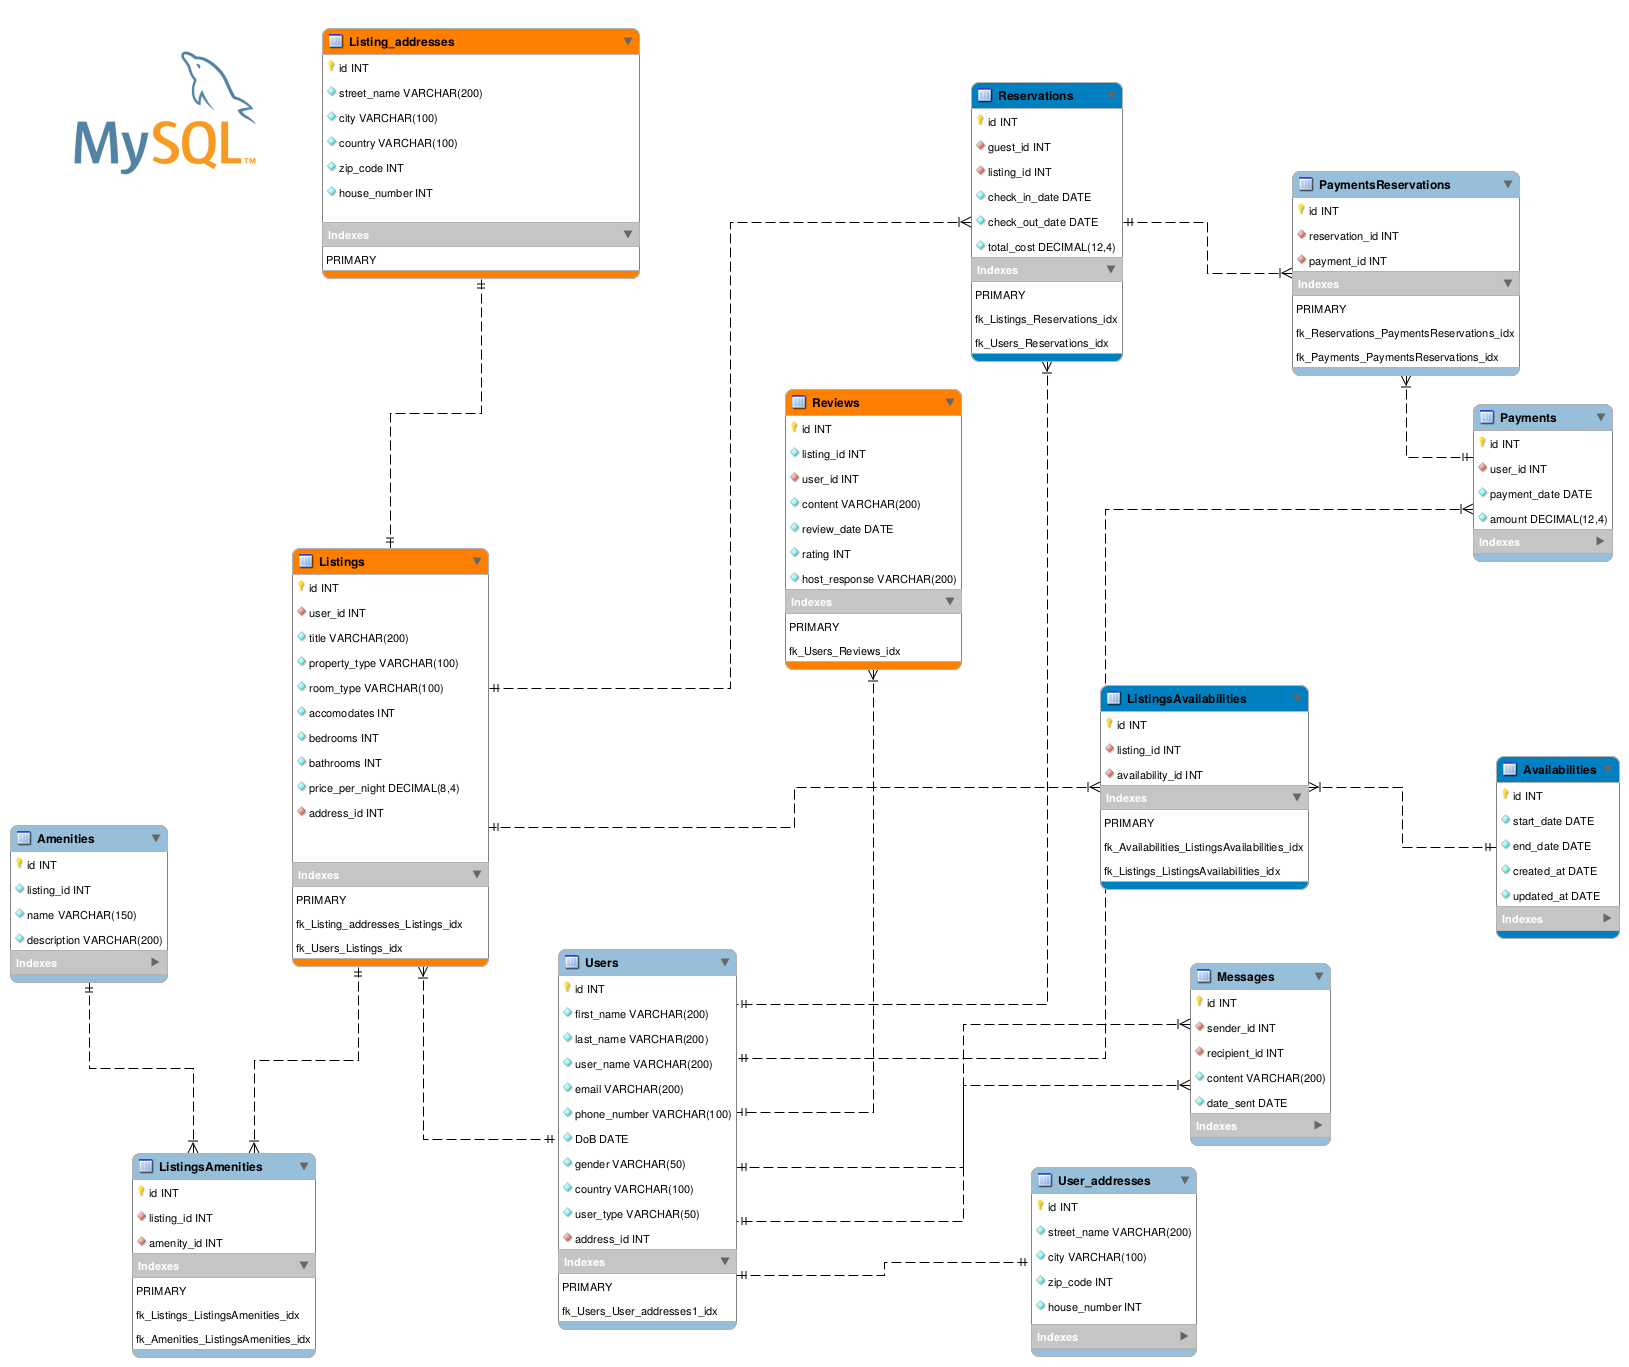 MySQL™
Listing_addresses
id INT
street_name VARCHAR(200)
city VARCHAR(100)
country VARCHAR(100)
zip_code INT
house_number INT
Indexes
PRIMARY
Reservations
id INT
guest_id INT
listing_id INT
check_in_date DATE
check_out_date DATE
total_cost DECIMAL(12,4)
Indexes
PRIMARY
fk_Listings_Reservations_idx
fk_Users_Reservations_idx
PaymentsReservations
id INT
reservation_id INT
payment_id INT
Indexes
PRIMARY
fk_Reservations_PaymentsReservations_idx
fk_Payments_PaymentsReservations_idx
Reviews
id INT
listing_id INT
user_id INT
content VARCHAR(200)
review_date DATE
rating INT
host_response VARCHAR(200)
Indexes
PRIMARY
fk_Users_Reviews_idx
Payments
id INT
user_id INT
payment_date DATE
amount DECIMAL(12,4)
Indexes
Listings
id INT
user_id INT
title VARCHAR(200)
property_type VARCHAR(100)
room_type VARCHAR(100)
accomodates INT
bedrooms INT
bathrooms INT
price_per_night DECIMAL(8,4)
address_id INT
Indexes
PRIMARY
fk_Listing_addresses_Listings_idx
fk_Users_Listings_idx
ListingsAvailabilities
id INT
listing_id INT
availability_id INT
Indexes
PRIMARY
fk_Availabilities_ListingsAvailabilities_idx
fk_Listings_ListingsAvailabilities_idx
Availabilities
id INT
start_date DATE
end_date DATE
created_at DATE
updated_at DATE
Indexes
Amenities
id INT
listing_id INT
name VARCHAR(150)
description VARCHAR(200)
Indexes
Users
id INT
first_name VARCHAR(200)
last_name VARCHAR(200)
user_name VARCHAR(200)
email VARCHAR(200)
phone_number VARCHAR(100)
DoB DATE
gender VARCHAR(50)
country VARCHAR(100)
user_type VARCHAR(50)
address_id INT
Indexes
PRIMARY
fk_Users_User_addresses1_idx
Messages
id INT
sender_id INT
recipient_id INT
content VARCHAR(200)
date_sent DATE
Indexes
ListingsAmenities
id INT
listing_id INT
amenity_id INT
Indexes
PRIMARY
fk_Listings_ListingsAmenities_idx
fk_Amenities_ListingsAmenities_idx
User_addresses
id INT
street_name VARCHAR(200)
city VARCHAR(100)
zip_code INT
house_number INT
Indexes